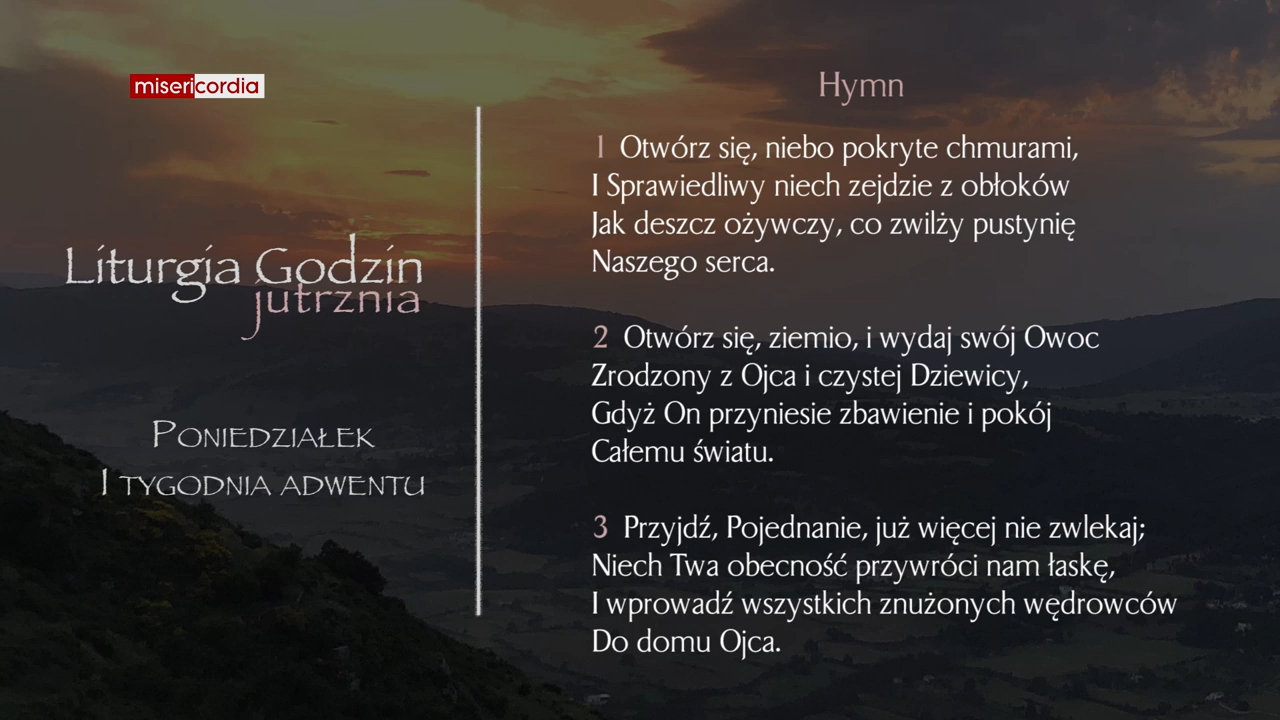 misericordia
Liturgia Godzin
jutrznia
Poniedziałek
I tygodnia adwentu
Hymn
1 Otwórz się, niebo pokryte chmurami,
I Sprawiedliwy niech zejdzie z obłoków
Jak deszcz ożywczy, co zwilży pustynię
Naszego serca.
2 Otwórz się, ziemio, i wydaj swój Owoc
Zrodzony z Ojca i czystej Dziewicy,
Gdyż On przyniesie zbawienie i pokój
Całemu światu.
3 Przyjdź, Pojednanie, już więcej nie zwlekaj;
Niech Twa obecność przywróci nam łaskę,
I wprowadź wszystkich znużonych wędrowców
Do domu Ojca.